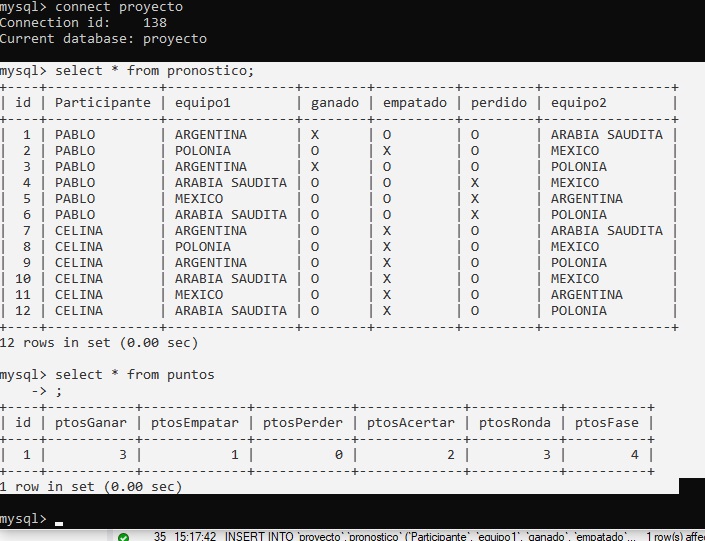 mysql> connect proyecto
Connection id:    138
Current database: proyecto
mysql> select * from pronostico;
+----+--------------+----------------+--------+----------+---------+----------------+
| id | Participante | equipo1        | ganado | empatado | perdido | equipo2        |
+----+--------------+----------------+--------+----------+---------+----------------+
|  1 | PABLO        | ARGENTINA      | X      | O        | O       | ARABIA SAUDITA |
|  2 | PABLO        | POLONIA        | O      | X        | O       | MEXICO         |
|  3 | PABLO        | ARGENTINA      | X      | O        | O       | POLONIA        |
|  4 | PABLO        | ARABIA SAUDITA | O      | O        | X       | MEXICO         |
|  5 | PABLO        | MEXICO         | O      | O        | X       | ARGENTINA      |
|  6 | PABLO        | ARABIA SAUDITA | O      | O        | X       | POLONIA        |
|  7 | CELINA       | ARGENTINA      | O      | X        | O       | ARABIA SAUDITA |
|  8 | CELINA       | POLONIA        | O      | X        | O       | MEXICO         |
|  9 | CELINA       | ARGENTINA      | O      | X        | O       | POLONIA        |
| 10 | CELINA       | ARABIA SAUDITA | O      | X        | O       | MEXICO         |
| 11 | CELINA       | MEXICO         | O      | X        | O       | ARGENTINA      |
| 12 | CELINA       | ARABIA SAUDITA | O      | X        | O       | POLONIA        |
+----+--------------+----------------+--------+----------+---------+----------------+
12 rows in set (0.00 sec)
mysql> select * from puntos
    -> ;
+----+-----------+-------------+------------+-------------+-----------+----------+
| id | ptosGanar | ptosEmpatar | ptosPerder | ptosAcertar | ptosRonda | ptosFase |
+----+-----------+-------------+------------+-------------+-----------+----------+
|  1 |         3 |           1 |          0 |           2 |         3 |        4 |
+----+-----------+-------------+------------+-------------+-----------+----------+
1 row in set (0.00 sec)
mysql>
35 15:17:42 INSERT INTO `proyecto`.`pronostico` (`Participante`, `equipo1`, `ganado`, `empatado`... 1 row(s) affec